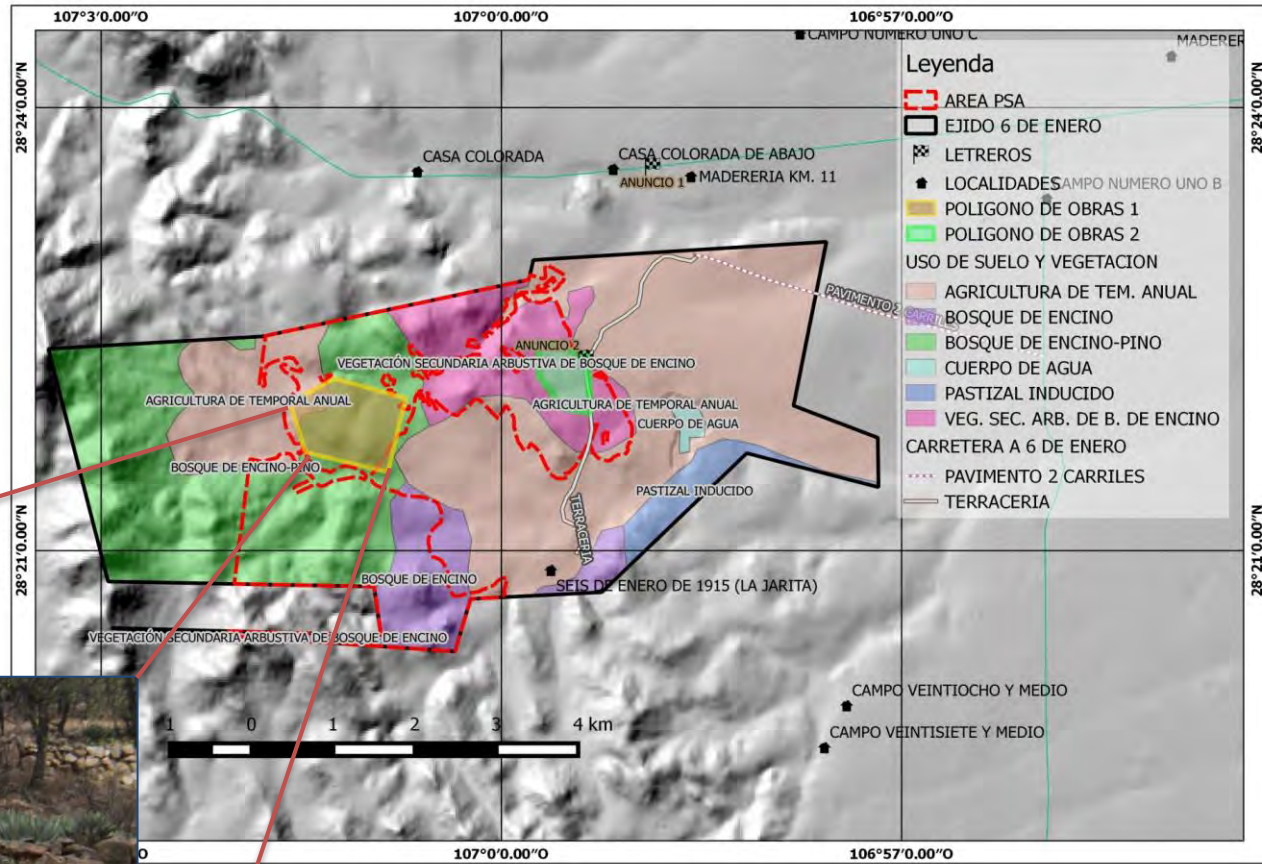 107°3'0.00"O
107°0'0.00"O
106°57'0.00"O
28°24'0.00"N
28°24'0.00"N
28°21'0.00"N
28°21'0.00"N
CAMPO NUMERO UNO C
CASA COLORADA
CASA COLORADA DE ABAJO
ANUNCIO 1
MADERERIA KM. 11
Leyenda
AREA PSA
EJIDO 6 DE ENERO
LETREROS
LOCALIDADES
CAMPO NUMERO UNO B
POLIGONO DE OBRAS 1
POLIGONO DE OBRAS 2
USO DE SUELO Y VEGETACION
AGRICULTURA DE TEM. ANUAL
BOSQUE DE ENCINO
BOSQUE DE ENCINO-PINO
CUERPO DE AGUA
PASTIZAL INDUCIDO
VEG. SEC. ARB. DE B. DE ENCINO
CARRETERA A 6 DE ENERO
PAVIMENTO 2 CARRILES
TERRACERIA
PAVIMENTO 2 CARRILES
ANUNCIO 2
VEGETACIÓN SECUNDARIA ARBUSTIVA DE BOSQUE DE ENCINO
AGRICULTURA DE TEMPORAL ANUAL
AGRICULTURA DE TEMPORAL ANUAL
CUERPO DE AGUA
BOSQUE DE ENCINO-PINO
PASTIZAL INDUCIDO
TERRACERIA
BOSQUE DE ENCINO
SEIS DE ENERO DE 1915 (LA JARITA)
VEGETACIÓN SECUNDARIA ARBUSTIVA DE BOSQUE DE ENCINO
CAMPO VEINTIOCHO Y MEDIO
CAMPO VEINTISIETE Y MEDIO
1 0 1 2 3 4 km
107°0'0.00"O
106°57'0.00"O